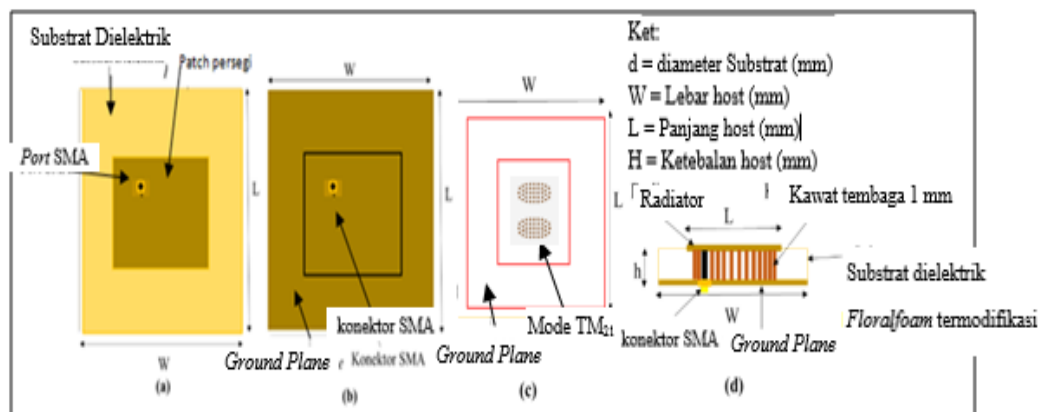 Substrat Dielektrik
Patch persegi
Port SMA
L
W
(a)
W
L
konektor SMA
Konektor SMA
Ground Plane
(b)
W
L
Mode TM₂₁
Ground Plane
(c)
Ket:
d = diameter Substrat (mm)
W = Lebar host (mm)
L = Panjang host (mm)
H = Ketebalan host (mm)
Radiator
Kawat tembaga 1 mm
L
h
Substrat dielektrik
W
Floralfoam termodifikasi
konektor SMA
Ground Plane
(d)